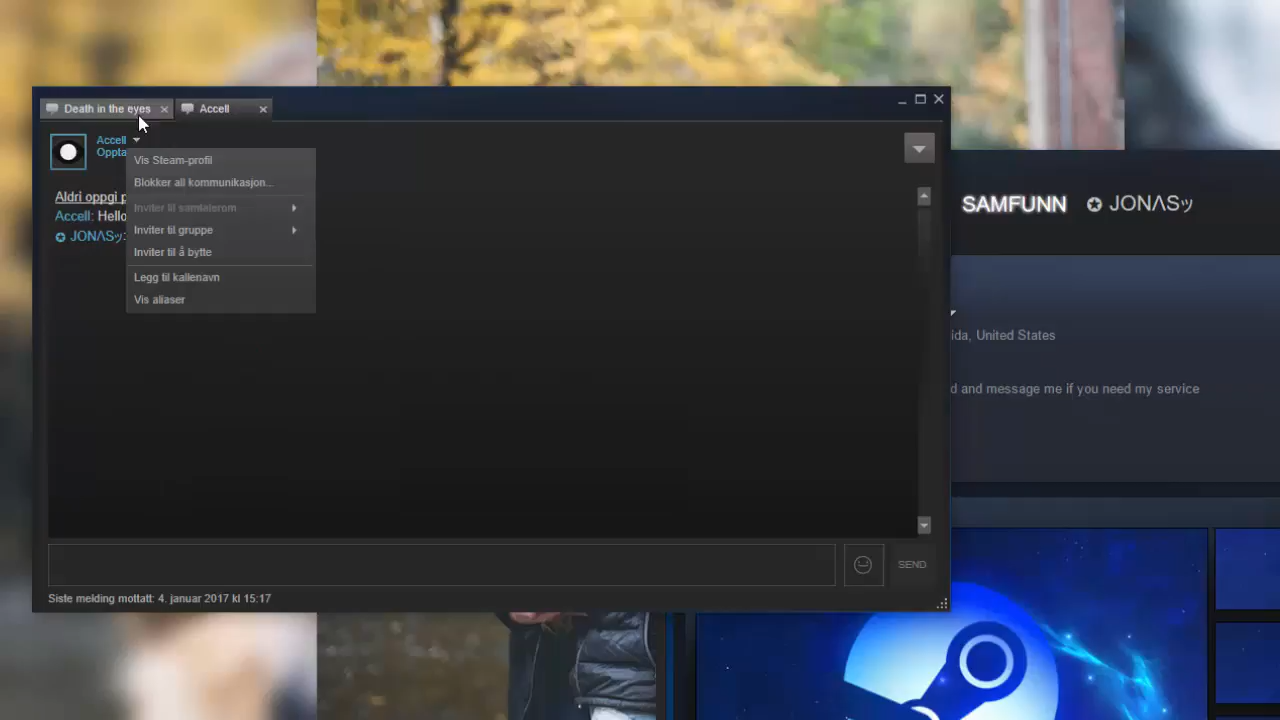 Death in the eyes
Accell
Accell
Oppta
Vis Steam-profil
Blokker all kommunikasjon...
Inviter til samtalerom
Inviter til gruppe
Inviter til å bytte
Legg til kallenavn
Vis aliaser
Aldri oppgi p
Accell: Hello
JONASツ:
SEND
Siste melding mottatt: 4. januar 2017 kl 15:17
SAMFUNN
JONΛSツ
ida, United States
d and message me if you need my service